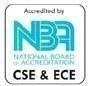 Accredited by
NBA
NATIONAL BOARD
of ACCREDITATION
CSE & ECE